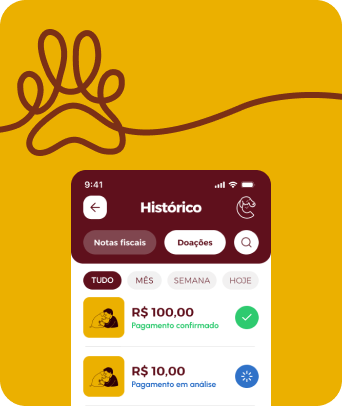 9:41
Histórico
Notas fiscais
Doações
TUDO
MÊS
SEMANA
HOJE
R$ 100,00
Pagamento confirmado
R$ 10,00
Pagamento em análise